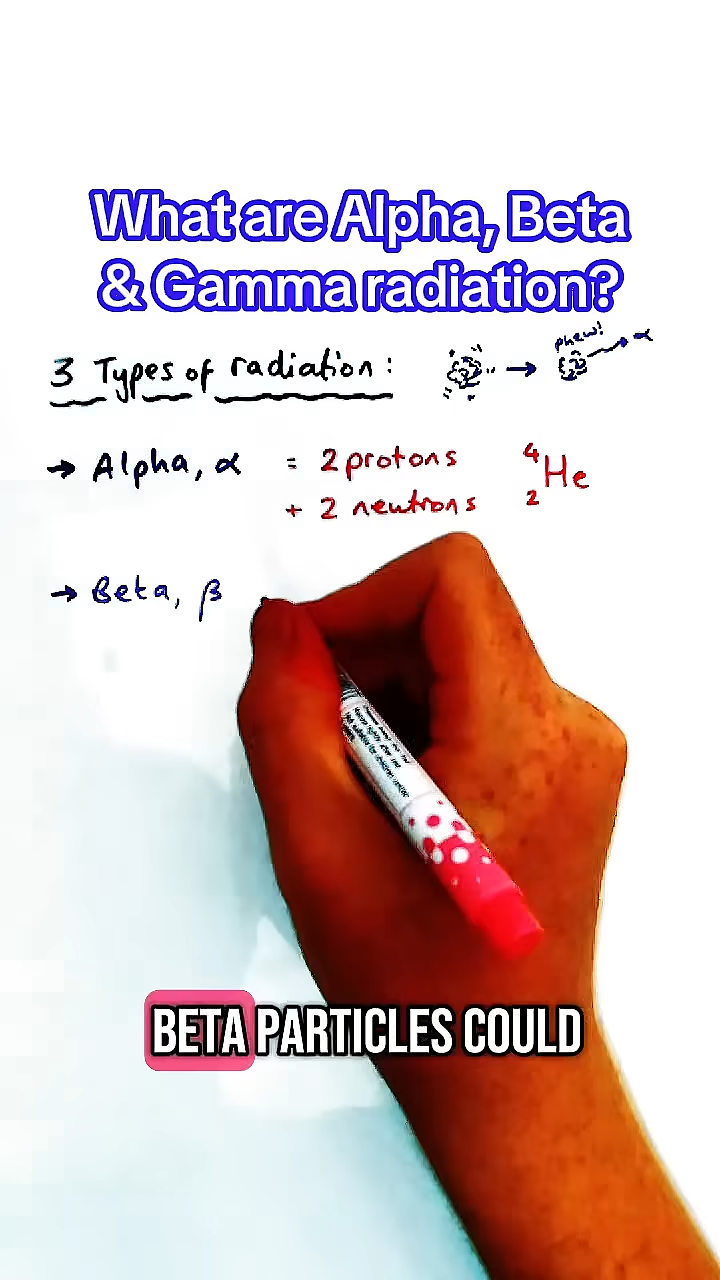 What are Alpha, Beta
& Gamma radiation?
phew!
α
3 Types of radiation:
→ Alpha, α = 2 protons
+ 2 neutrons
4
He
2
→ Beta, β
BETA PARTICLES COULD